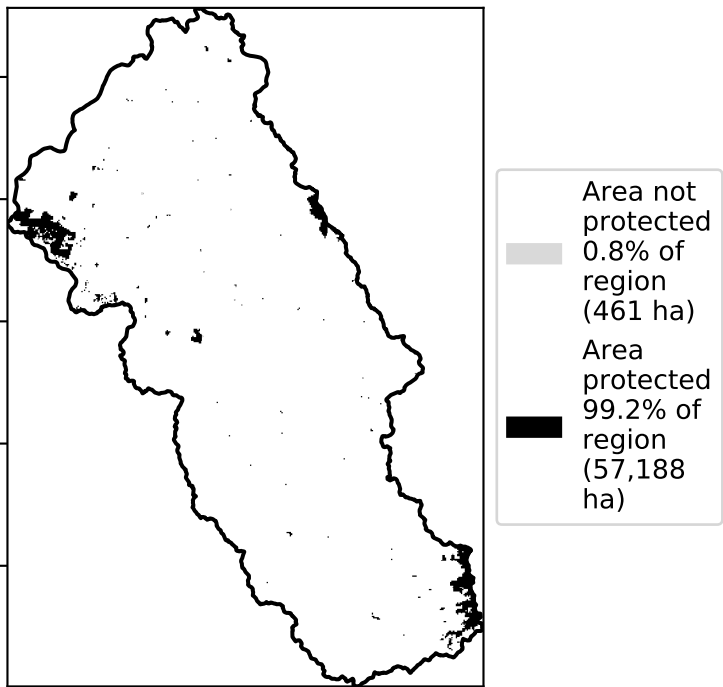 Area not
protected
0.8% of
region
(461 ha)
Area
protected
99.2% of
region
(57,188
ha)